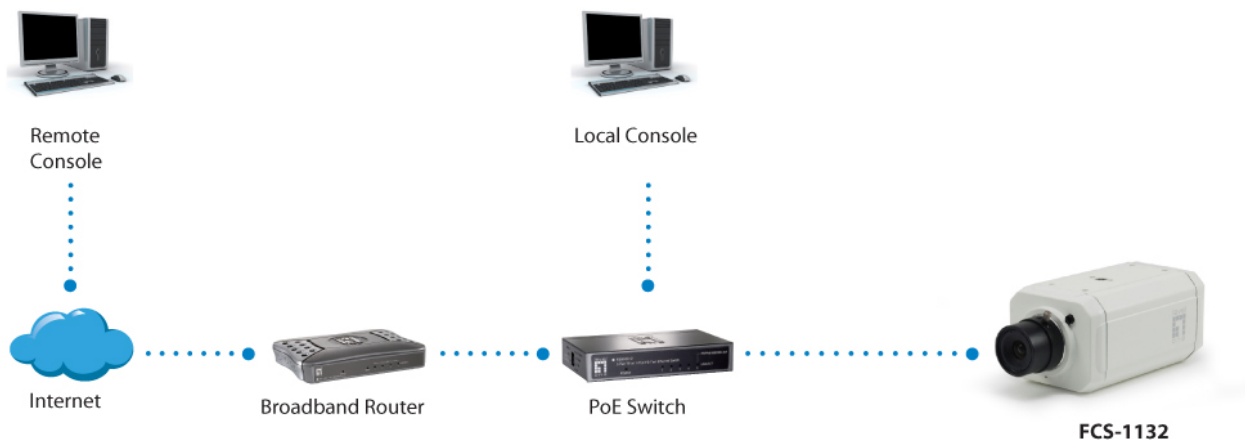 Remote
Console
Local Console
Internet
Broadband Router
PoE Switch
FCS-1132